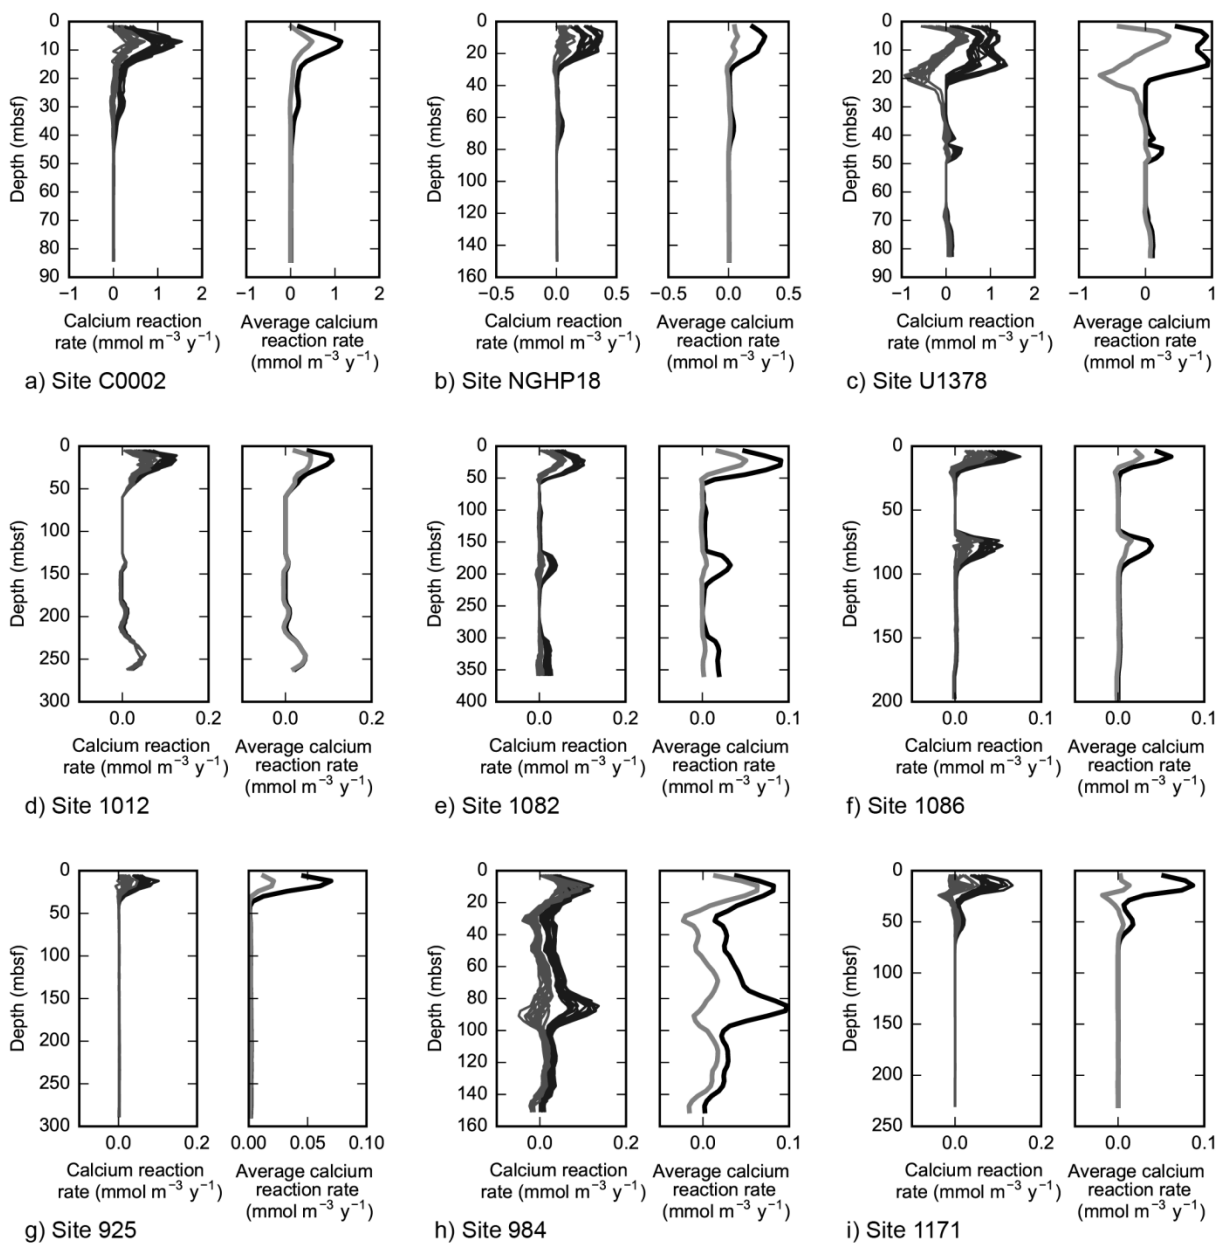 0
10
20
30
40
50
60
70
80
90
Depth (mbsf)
−1 0 1 2
−1 0 1 2
Calcium reaction
rate (mmol m⁻³ y⁻¹)
Average calcium
reaction rate
(mmol m⁻³ y⁻¹)
a) Site C0002
0
20
40
60
80
100
120
140
160
Depth (mbsf)
−0.5 0.0 0.5
−0.5 0.0 0.5
Calcium reaction
rate (mmol m⁻³ y⁻¹)
Average calcium
reaction rate
(mmol m⁻³ y⁻¹)
b) Site NGHP18
0
10
20
30
40
50
60
70
80
90
Depth (mbsf)
−1 0 1 2
−1 0 1
Calcium reaction
rate (mmol m⁻³ y⁻¹)
Average calcium
reaction rate
(mmol m⁻³ y⁻¹)
c) Site U1378
0
50
100
150
200
250
300
Depth (mbsf)
0.0 0.2
0.0 0.2
Calcium reaction
rate (mmol m⁻³ y⁻¹)
Average calcium
reaction rate
(mmol m⁻³ y⁻¹)
d) Site 1012
0
50
100
150
200
250
300
350
400
Depth (mbsf)
0.0 0.2
0.0 0.1
Calcium reaction
rate (mmol m⁻³ y⁻¹)
Average calcium
reaction rate
(mmol m⁻³ y⁻¹)
e) Site 1082
0
50
100
150
200
Depth (mbsf)
0.0 0.1
0.0 0.1
Calcium reaction
rate (mmol m⁻³ y⁻¹)
Average calcium
reaction rate
(mmol m⁻³ y⁻¹)
f) Site 1086
0
50
100
150
200
250
300
Depth (mbsf)
0.0 0.2
0.00 0.05 0.10
Calcium reaction
rate (mmol m⁻³ y⁻¹)
Average calcium
reaction rate
(mmol m⁻³ y⁻¹)
g) Site 925
0
20
40
60
80
100
120
140
160
Depth (mbsf)
0.0 0.2
0.0 0.1
Calcium reaction
rate (mmol m⁻³ y⁻¹)
Average calcium
reaction rate
(mmol m⁻³ y⁻¹)
h) Site 984
0
50
100
150
200
250
Depth (mbsf)
0.0 0.2
0.0 0.1
Calcium reaction
rate (mmol m⁻³ y⁻¹)
Average calcium
reaction rate
(mmol m⁻³ y⁻¹)
i) Site 1171